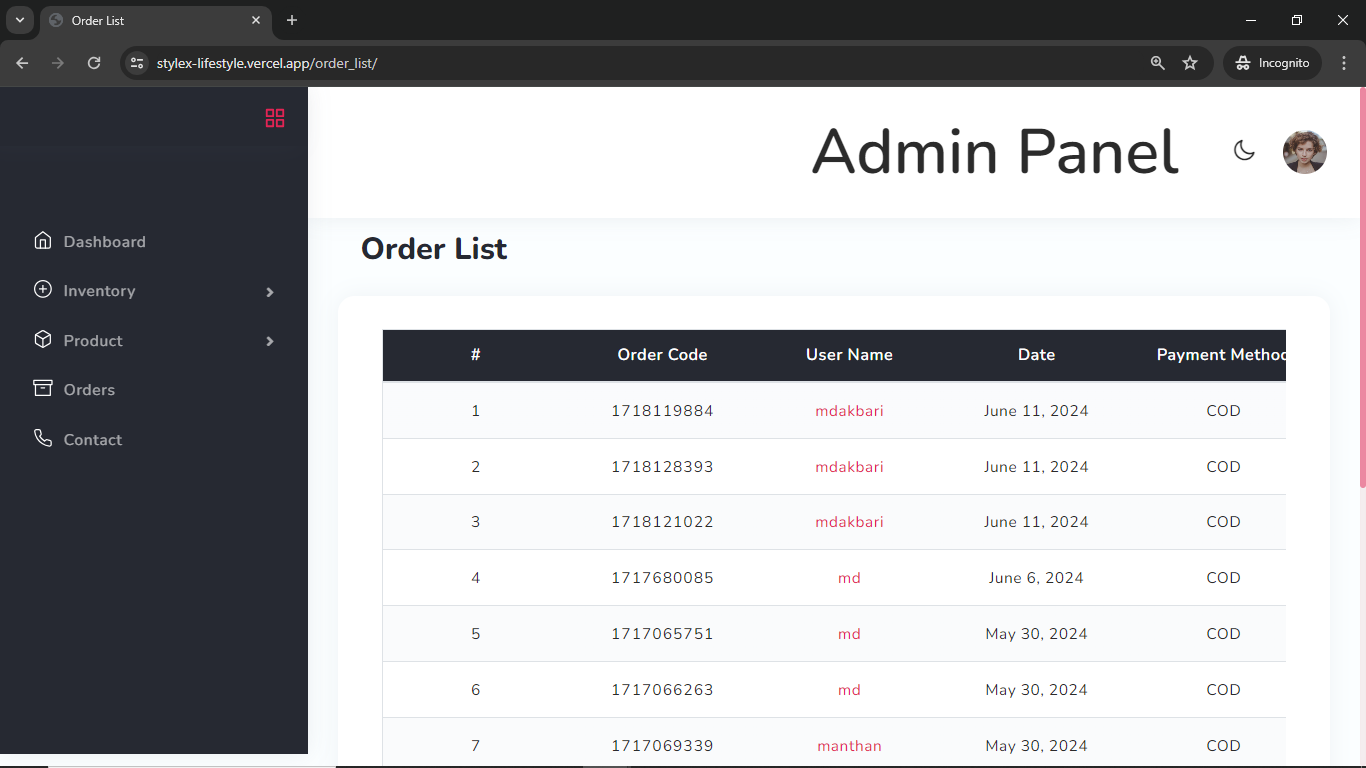 Order List
stylex-lifestyle.vercel.app/order_list/
Incognito
Admin Panel
Dashboard
Inventory
Product
Orders
Contact
Order List
# Order Code User Name Date Payment Method
1 1718119884 mdakbari June 11, 2024 COD
2 1718128393 mdakbari June 11, 2024 COD
3 1718121022 mdakbari June 11, 2024 COD
4 1717680085 md June 6, 2024 COD
5 1717065751 md May 30, 2024 COD
6 1717066263 md May 30, 2024 COD
7 1717069339 manthan May 30, 2024 COD